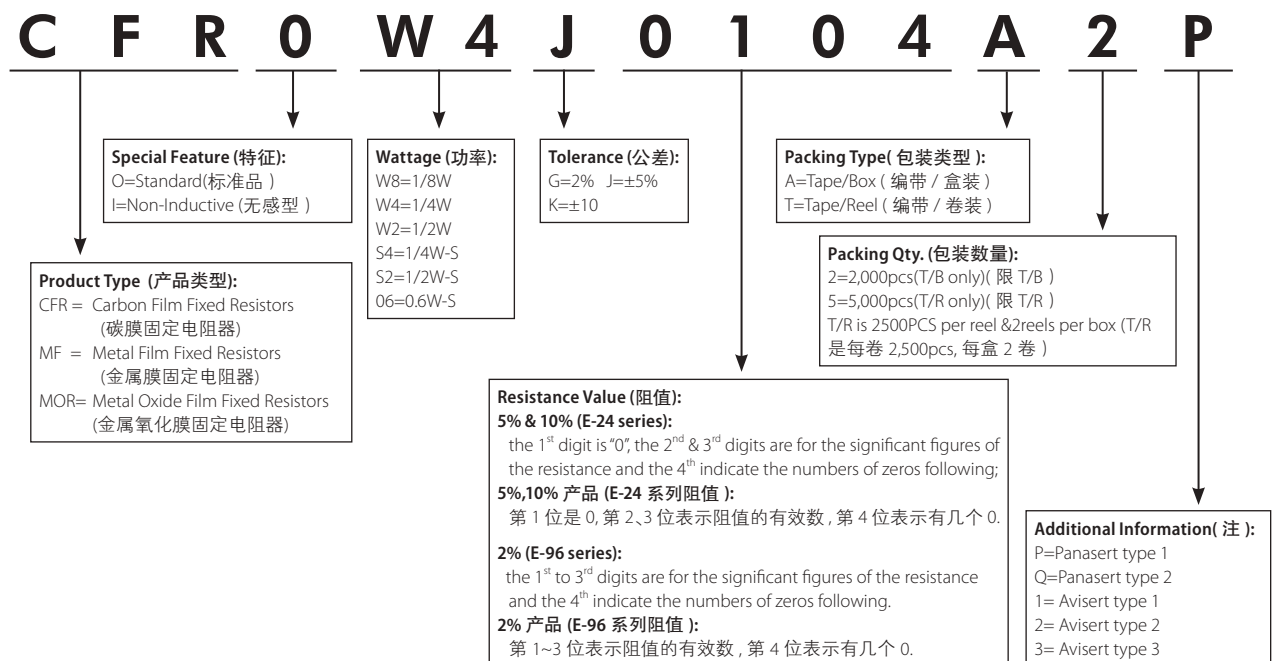 C F R 0 W 4 J 0 1 0 4 A 2 P
Special Feature (特征):
O=Standard(标准品 )
I=Non-Inductive (无感型 )
Wattage (功率):
W8=1/8W
W4=1/4W
W2=1/2W
S4=1/4W-S
S2=1/2W-S
06=0.6W-S
Tolerance (公差):
G=2% J=±5%
K=±10
Packing Type( 包装类型 ):
A=Tape/Box ( 编带 / 盒装 )
T=Tape/Reel ( 编带 / 卷装 )
Packing Qty. (包装数量):
2=2,000pcs(T/B only)( 限 T/B )
5=5,000pcs(T/R only)( 限 T/R )
T/R is 2500PCS per reel &2reels per box (T/R
是每卷 2,500pcs, 每盒 2 卷 )
Product Type (产品类型):
CFR = Carbon Film Fixed Resistors
(碳膜固定电阻器)
MF = Metal Film Fixed Resistors
(金属膜固定电阻器)
MOR= Metal Oxide Film Fixed Resistors
(金属氧化膜固定电阻器)
Resistance Value (阻值):
5% & 10% (E-24 series):
the 1st digit is "0", the 2nd & 3rd digits are for the significant figures of
the resistance and the 4th indicate the numbers of zeros following;
5%,10% 产品 (E-24 系列阻值 ):
第 1 位是 0, 第 2、3 位表示阻值的有效数 , 第 4 位表示有几个 0.
2% (E-96 series):
the 1st to 3rd digits are for the significant figures of the resistance
and the 4th indicate the numbers of zeros following.
2% 产品 (E-96 系列阻值 ):
第 1~3 位表示阻值的有效数 , 第 4 位表示有几个 0.
Additional Information( 注 ):
P=Panasert type 1
Q=Panasert type 2
1= Avisert type 1
2= Avisert type 2
3= Avisert type 3